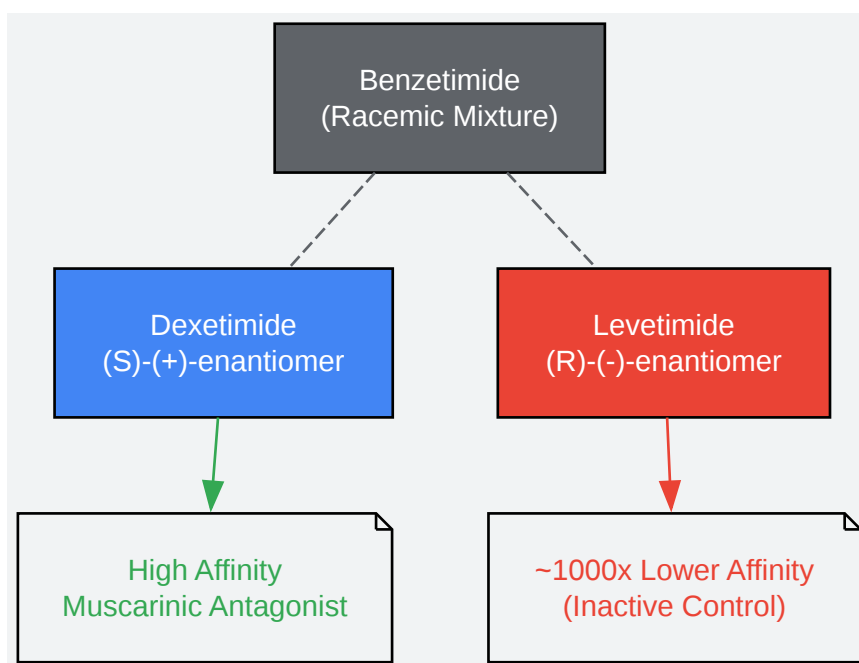 Benzetimide
(Racemic Mixture)
Dexetimide
(S)-(+)-enantiomer
Levetimide
(R)-(-)-enantiomer
High Affinity
Muscarinic Antagonist
~1000x Lower Affinity
(Inactive Control)